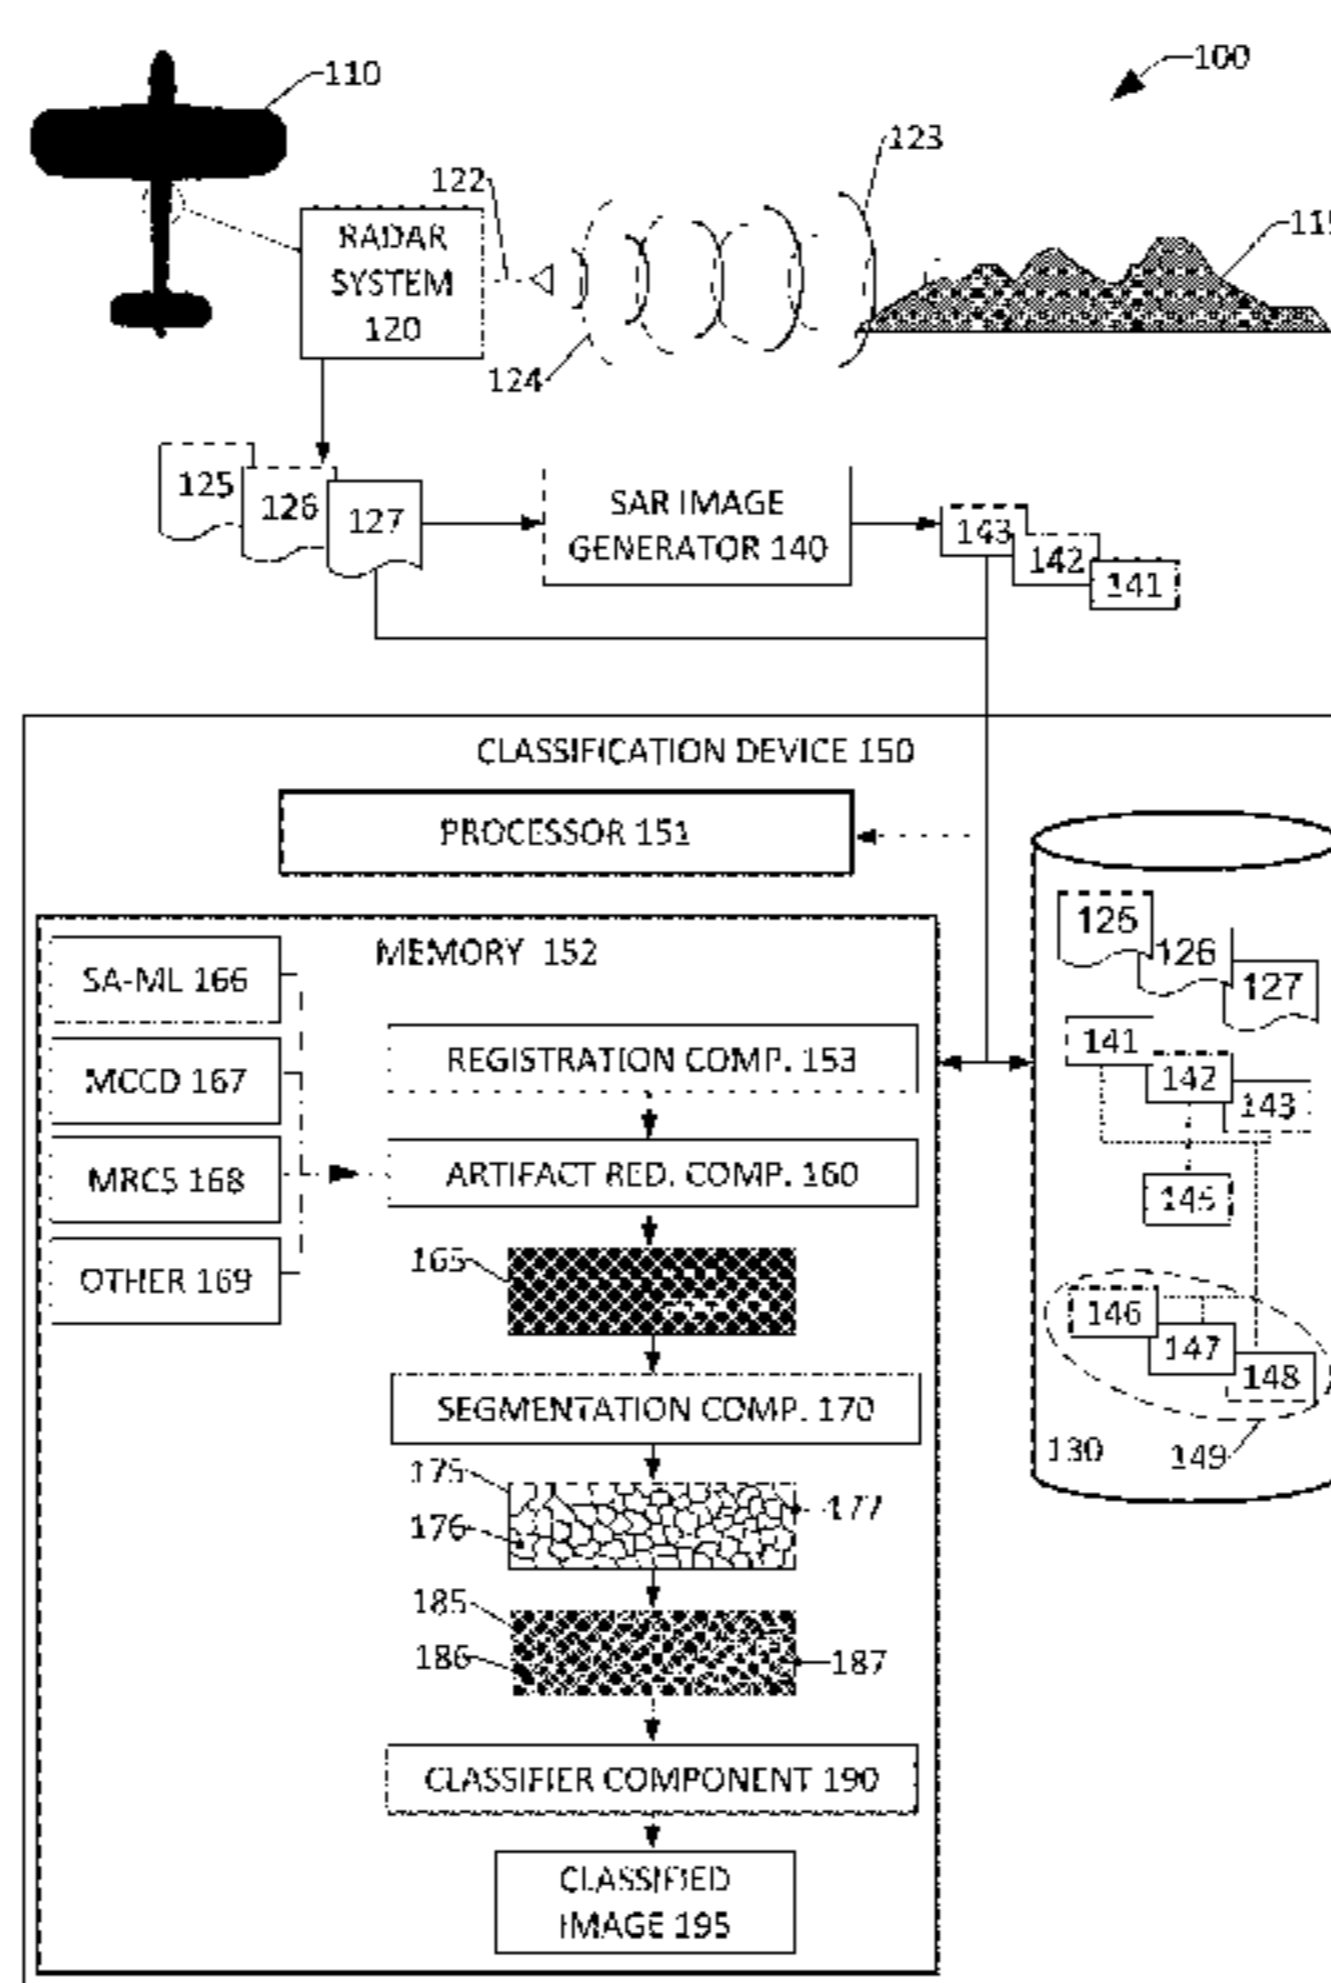 110
100
123
122
115
RADAR
SYSTEM
120
124
125
126
127
SAR IMAGE
GENERATOR 140
143
142
141
CLASSIFICATION DEVICE 150
PROCESSOR 151
MEMORY 152
SA-ML 166
MCCD 167
MRCS 168
OTHER 169
REGISTRATION COMP. 153
ARTIFACT RED. COMP. 160
165
SEGMENTATION COMP. 170
175
176
177
185
186
187
CLASSIFIER COMPONENT 190
CLASSIFIED
IMAGE 195
125
126
127
141
142
143
145
146
147
148
130
149